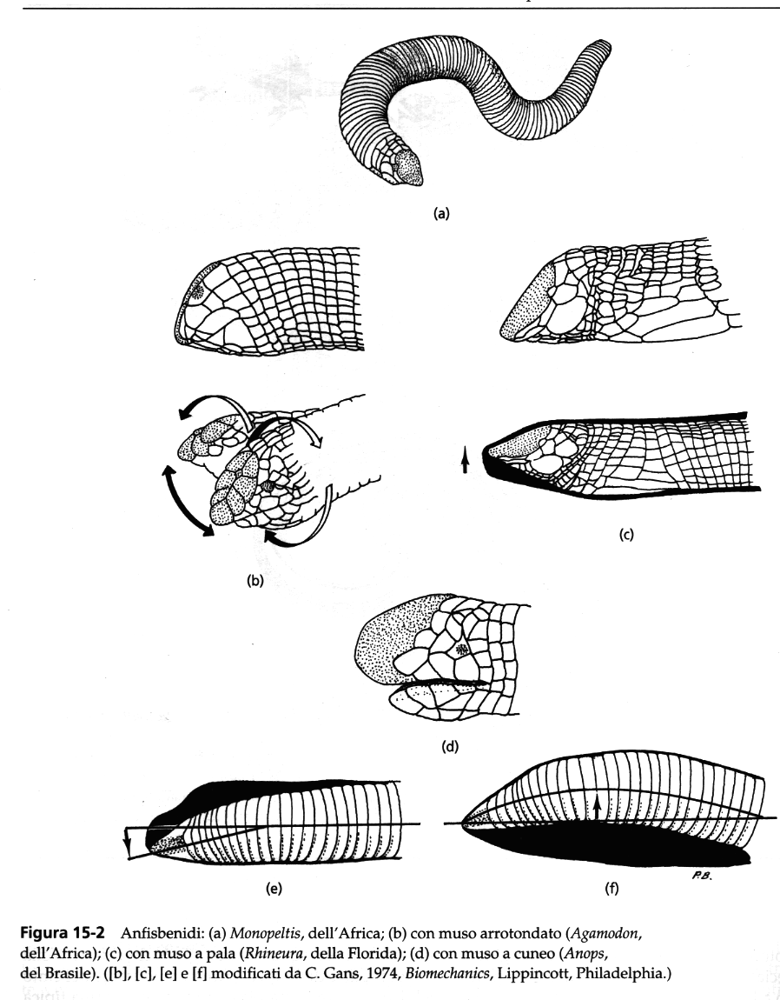 (a)
(b)
(c)
(d)
(e)
(f)
P.B.
Figura 15-2 Anfisbenidi: (a) Monopeltis, dell'Africa; (b) con muso arrotondato (Agamodon,
dell'Africa); (c) con muso a pala (Rhineura, della Florida); (d) con muso a cuneo (Anops,
del Brasile). ([b], [c], [e] e [f] modificati da C. Gans, 1974, Biomechanics, Lippincott, Philadelphia.)